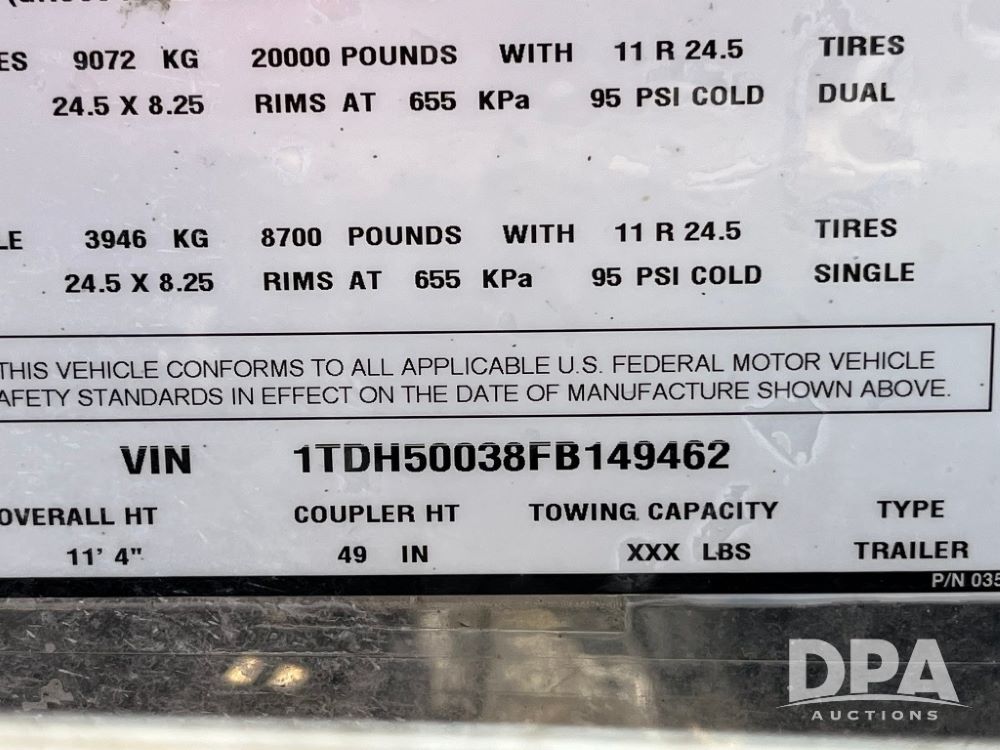 ES 9072 KG 20000 POUNDS WITH 11 R 24.5 TIRES
24.5 X 8.25 RIMS AT 655 KPa 95 PSI COLD DUAL
LE 3946 KG 8700 POUNDS WITH 11 R 24.5 TIRES
24.5 X 8.25 RIMS AT 655 KPa 95 PSI COLD SINGLE
THIS VEHICLE CONFORMS TO ALL APPLICABLE U.S. FEDERAL MOTOR VEHICLE
AFETY STANDARDS IN EFFECT ON THE DATE OF MANUFACTURE SHOWN ABOVE.
VIN 1TDH50038FB149462
OVERALL HT COUPLER HT TOWING CAPACITY TYPE
11' 4" 49 IN XXX LBS TRAILER
P/N 035
DPA
AUCTIONS